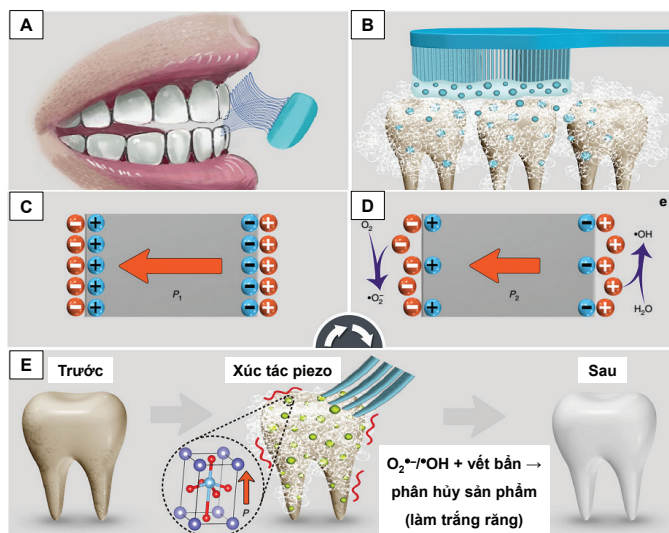 A
B
C
P₁
D
e
O₂
•O₂⁻
•OH
H₂O
P₂
E
Trước
Xúc tác piezo
Sau
P
O₂•−/•OH + vết bẩn →
phân hủy sản phẩm
(làm trắng răng)